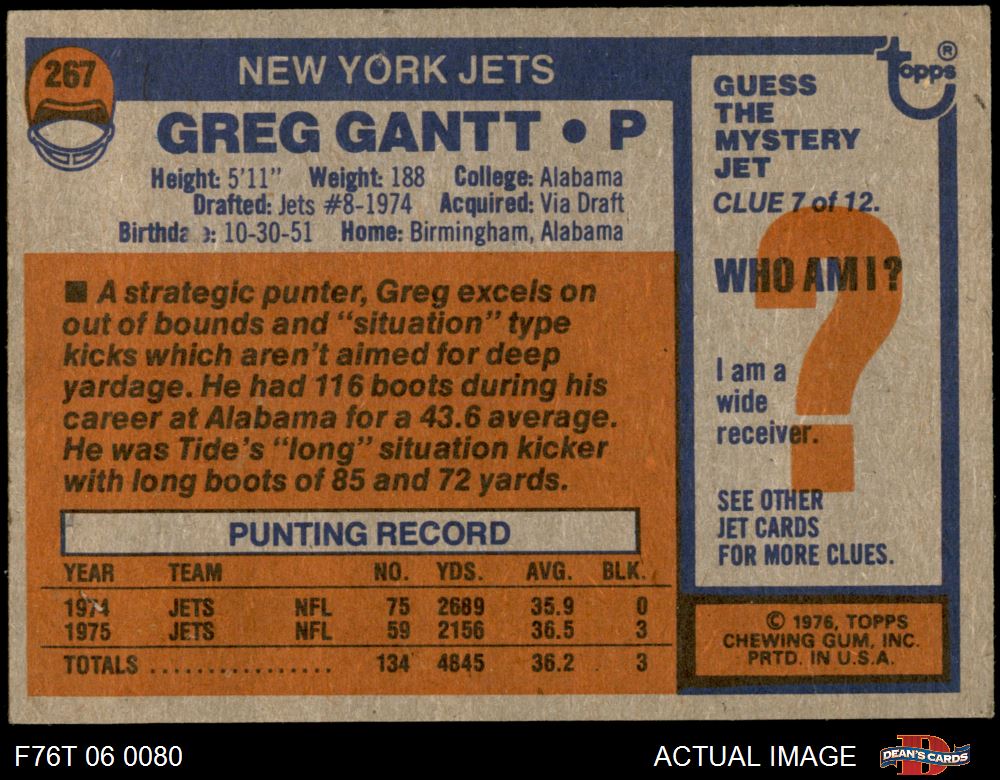 267
NEW YORK JETS
GREG GANTT • P
Height: 5'11" Weight: 188 College: Alabama
Drafted: Jets #8-1974 Acquired: Via Draft
10-30-51 Home: Birmingham, Alabama
■ A strategic punter, Greg excels on
out of bounds and “situation” type
kicks which aren't aimed for deep
yardage. He had 116 boots during his
career at Alabama for a 43.6 average.
He was Tide's “long” situation kicker
with long boots of 85 and 72 yards.
PUNTING RECORD
YEAR TEAM NO. YDS. AVG. BLK.
1974 JETS NFL 75 2689 35.9 0
1975 JETS NFL 59 2156 36.5 3
TOTALS ................. 134 4845 36.2 3
topps®
GUESS
THE
MYSTERY
JET
CLUE 7 of 12.
WHO AM I ?
?
I am a
wide
receiver.
SEE OTHER
JET CARDS
FOR MORE CLUES.
© 1976, TOPPS
CHEWING GUM, INC.
PRTD. IN U.S.A.
F76T 06 0080
ACTUAL IMAGE
DEAN'S CARDS